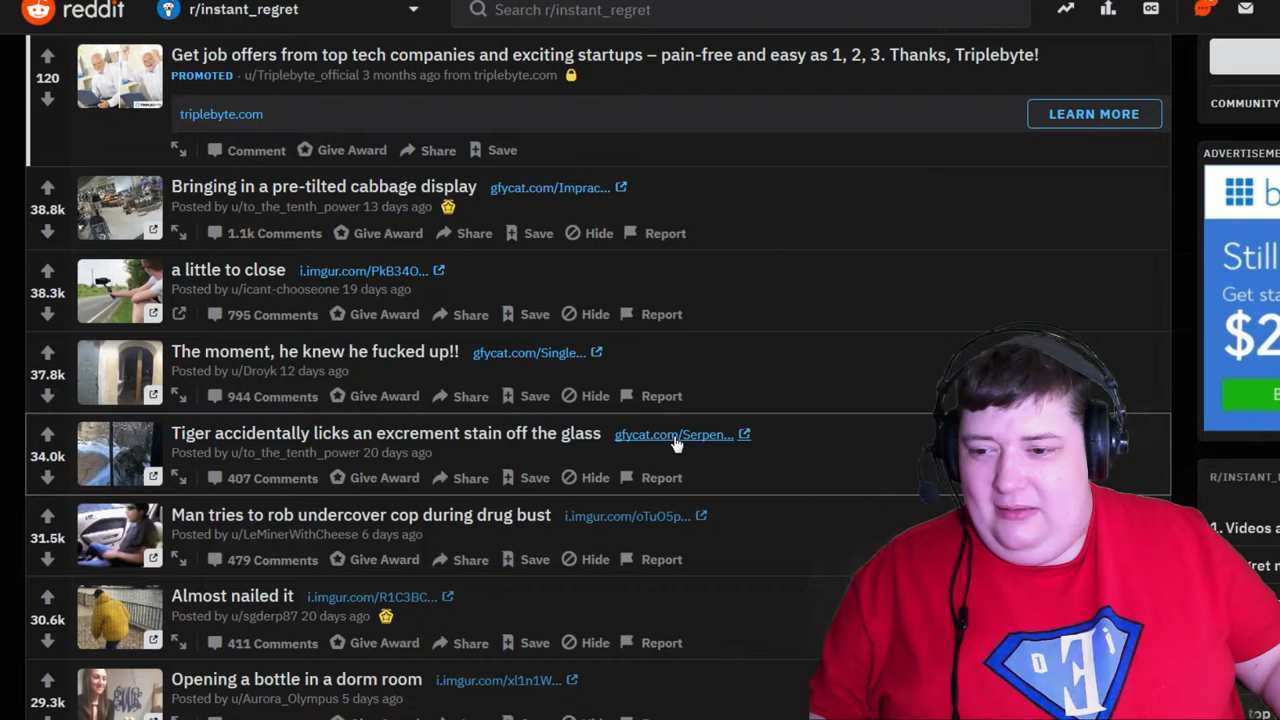 reddit r/instant_regret Search r/instant_regret
120 Get job offers from top tech companies and exciting startups – pain-free and easy as 1, 2, 3. Thanks, Triplebyte!
PROMOTED · u/Triplebyte_official 3 months ago from triplebyte.com
triplebyte.com LEARN MORE
Comment Give Award Share Save
38.8k Bringing in a pre-tilted cabbage display gfycat.com/Imprac...
Posted by u/to_the_tenth_power 13 days ago
1.1k Comments Give Award Share Save Hide Report
38.3k a little to close i.imgur.com/PkB34O...
Posted by u/icant-chooseone 19 days ago
795 Comments Give Award Share Save Hide Report
37.8k The moment, he knew he fucked up!! gfycat.com/Single...
Posted by u/Droyk 12 days ago
944 Comments Give Award Share Save Hide Report
34.0k Tiger accidentally licks an excrement stain off the glass gfycat.com/Serpen...
Posted by u/to_the_tenth_power 20 days ago
407 Comments Give Award Share Save Hide Report
31.5k Man tries to rob undercover cop during drug bust i.imgur.com/oTuO5p...
Posted by u/LeMinerWithCheese 6 days ago
479 Comments Give Award Share Save Hide Report
30.6k Almost nailed it i.imgur.com/R1C3BC...
Posted by u/sgderp87 20 days ago
411 Comments Give Award Share Save Hide Report
29.3k Opening a bottle in a dorm room i.imgur.com/xl1n1W...
Posted by u/Aurora_Olympus 5 days ago
COMMUNITY
ADVERTISEME
b
Still
Get sta
$2
R/INSTANT_
1. Videos a